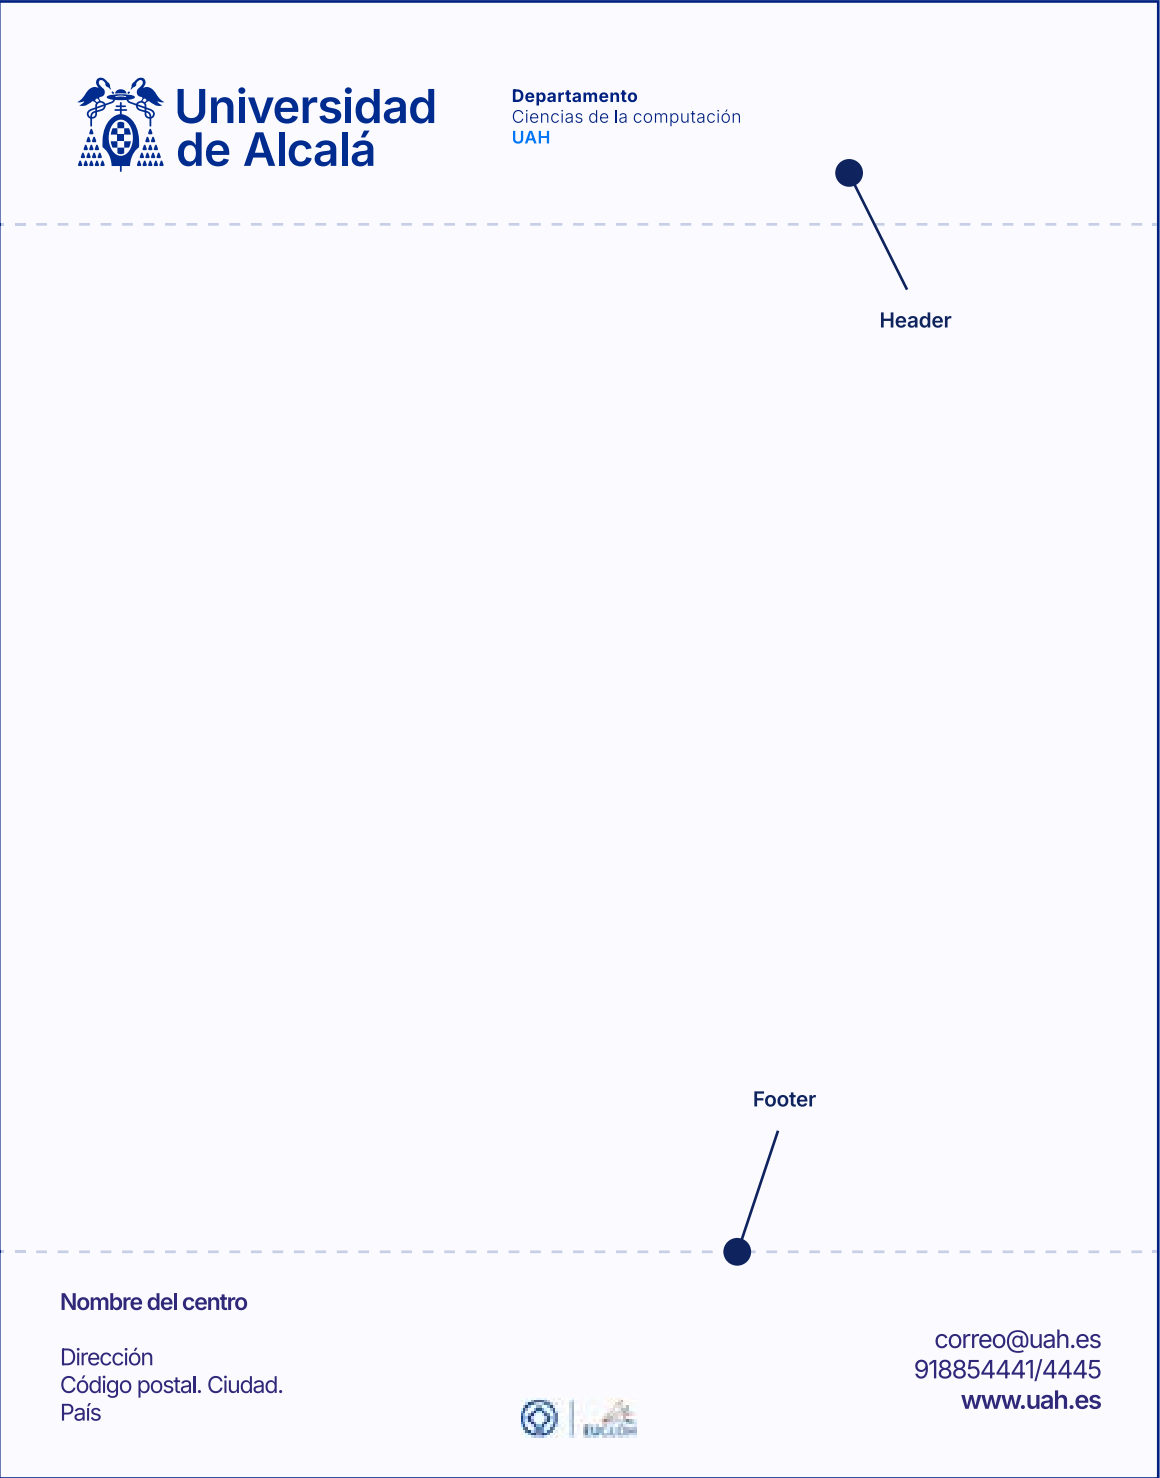 Universidad
de Alcalá
Departamento
Ciencias de la computación
UAH
Header
Footer
Nombre del centro
Dirección
Código postal. Ciudad.
País
correo@uah.es
918854441/4445
www.uah.es